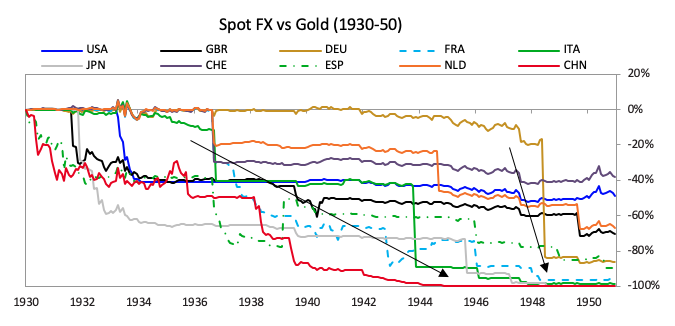 Spot FX vs Gold (1930-50)
USA GBR DEU FRA ITA
JPN CHE ESP NLD CHN
20%
0%
-20%
-40%
-60%
-80%
-100%
1930 1932 1934 1936 1938 1940 1942 1944 1946 1948 1950